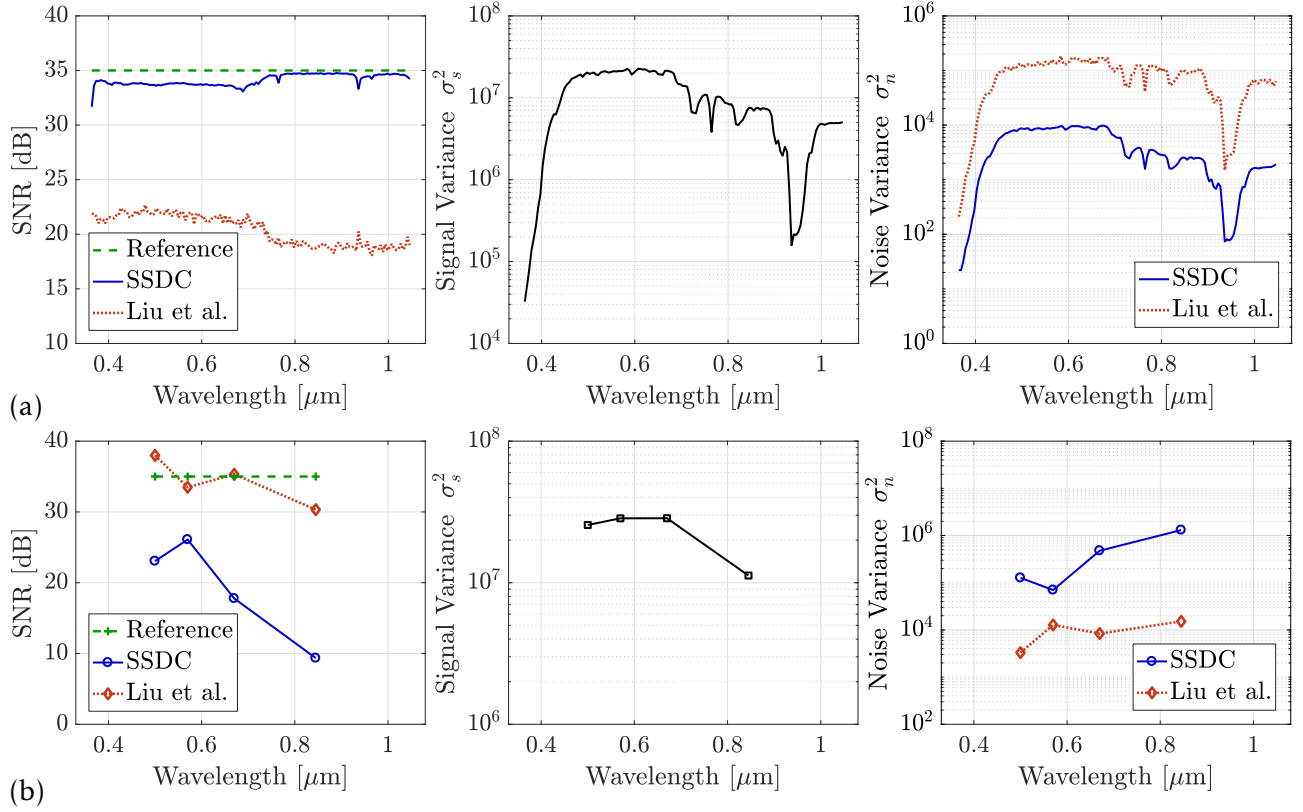 40
35
30
25
20
15
10
SNR [dB]
Reference
SSDC
Liu et al.
0.4 0.6 0.8 1
Wavelength [μm]
10^8
10^7
10^6
10^5
10^4
Signal Variance σ_s^2
0.4 0.6 0.8 1
Wavelength [μm]
10^6
10^4
10^2
10^0
Noise Variance σ_n^2
SSDC
Liu et al.
0.4 0.6 0.8 1
Wavelength [μm]
(a)
40
30
20
10
0
SNR [dB]
Reference
SSDC
Liu et al.
0.4 0.6 0.8 1
Wavelength [μm]
10^8
10^7
10^6
Signal Variance σ_s^2
0.4 0.6 0.8 1
Wavelength [μm]
10^8
10^6
10^4
10^2
Noise Variance σ_n^2
SSDC
Liu et al.
0.4 0.6 0.8 1
Wavelength [μm]
(b)